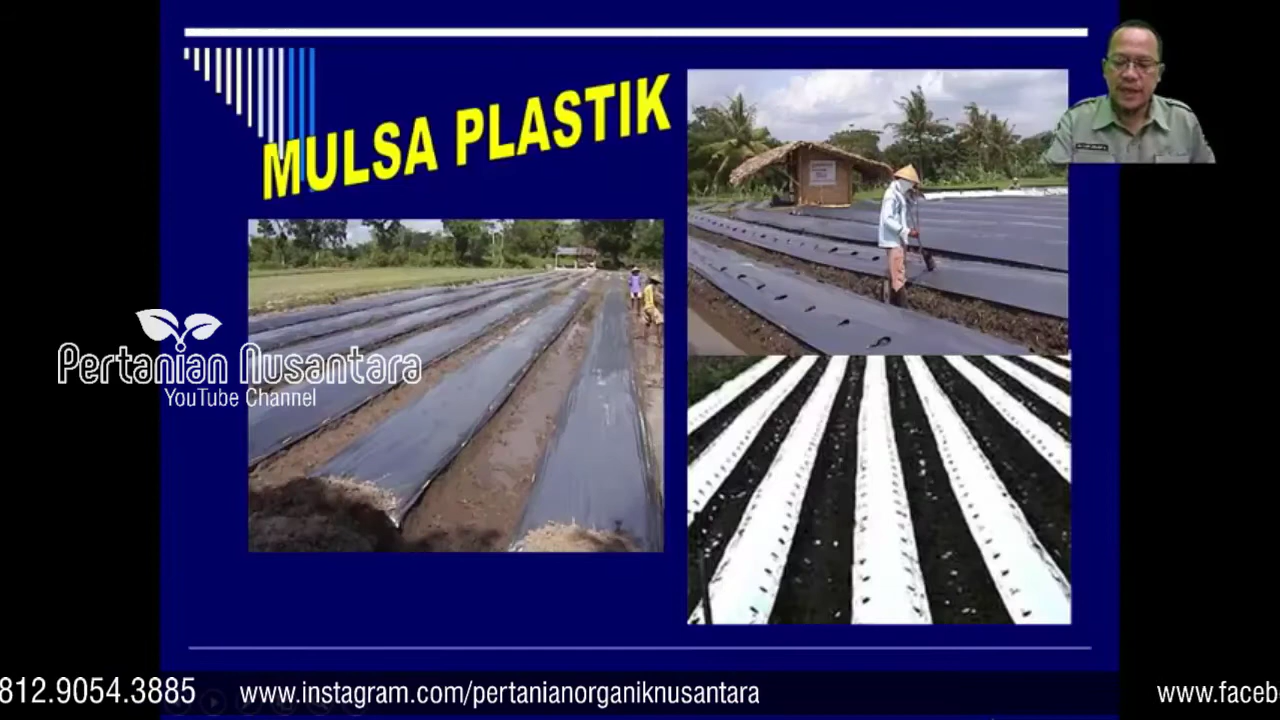 MULSA PLASTIK
Pertanian Nusantara
YouTube Channel
812.9054.3885
www.instagram.com/pertanianorganiknusantara
www.faceb